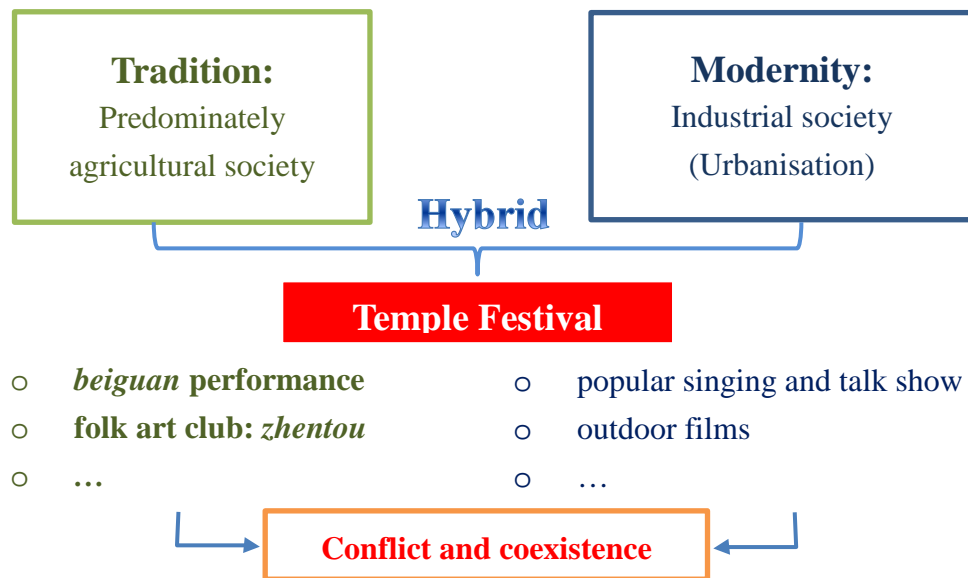 Tradition:
Predominately
agricultural society
Modernity:
Industrial society
(Urbanisation)
Hybrid
Temple Festival
o beiguan performance
o folk art club: zhentou
o …
o popular singing and talk show
o outdoor films
o …
Conflict and coexistence